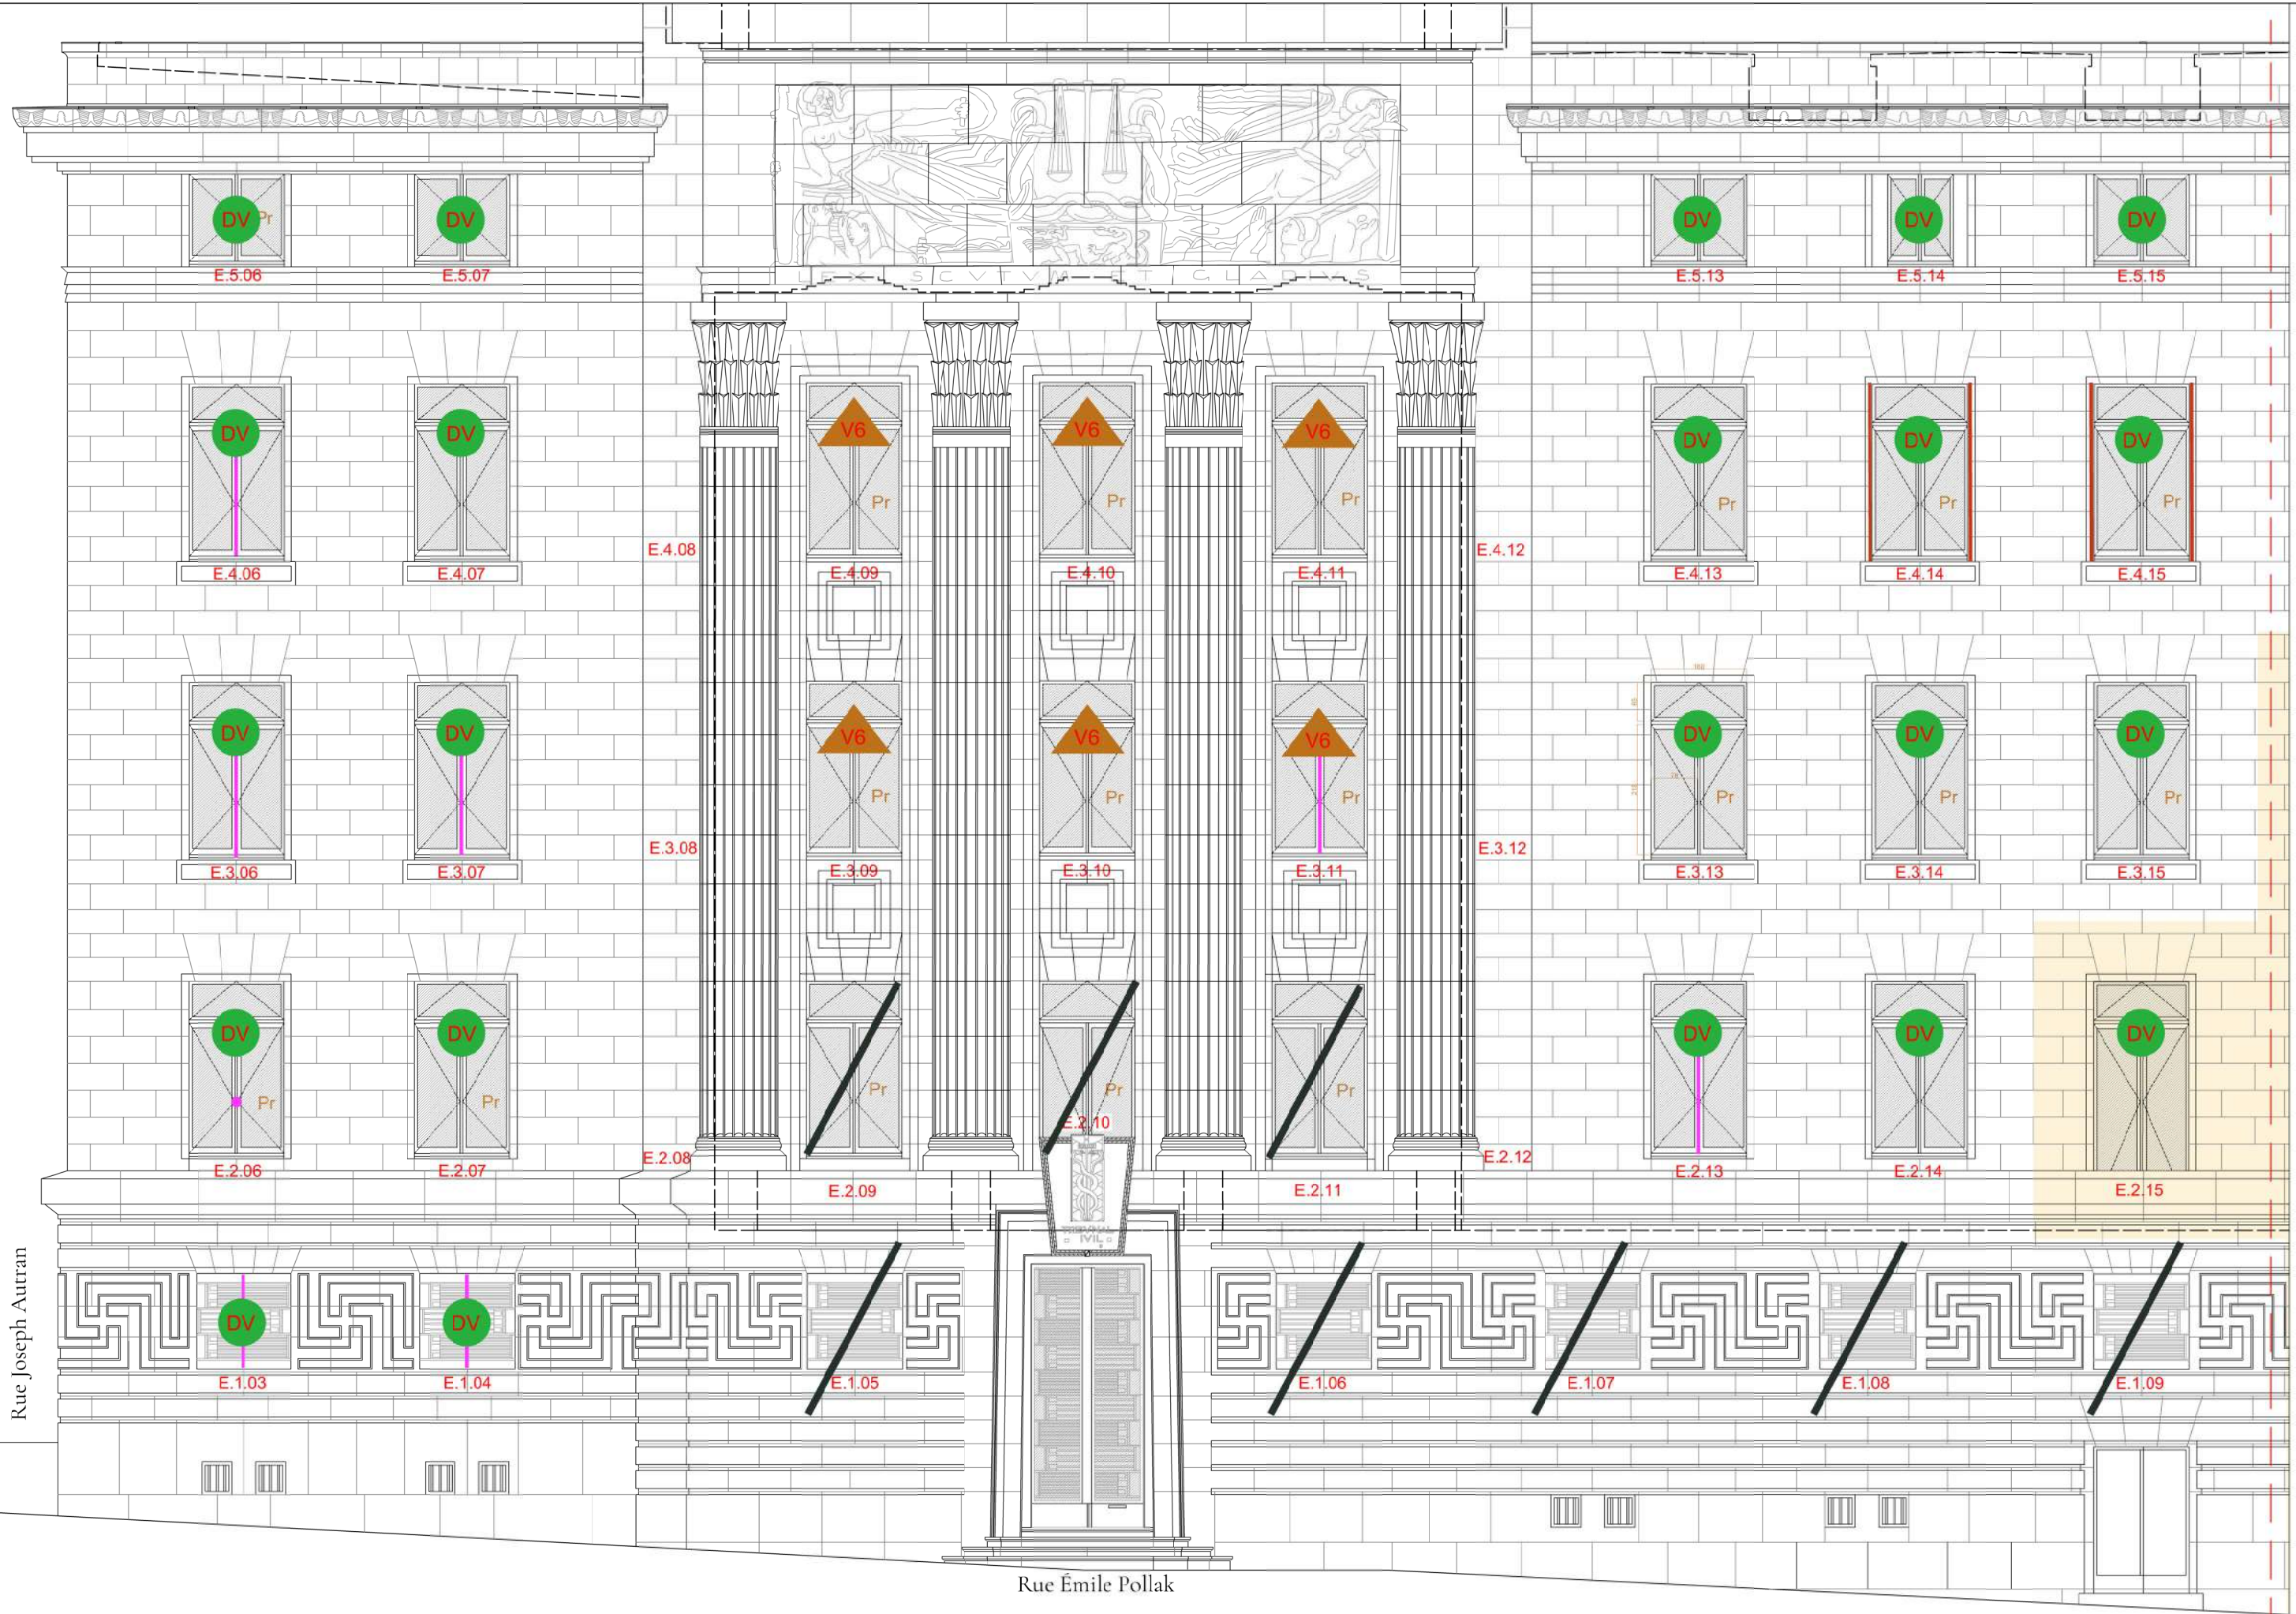 LEX SCVTVM ET GLADIVS
DV Pr DV DV DV DV
E.5.06 E.5.07 E.5.13 E.5.14 E.5.15
DV DV V6 V6 V6 DV DV DV
Pr Pr Pr Pr Pr Pr
E.4.08 E.4.12
E.4.06 E.4.07 E.4.09 E.4.10 E.4.11 E.4.13 E.4.14 E.4.15
DV DV V6 V6 V6 DV DV DV
Pr Pr Pr Pr Pr Pr
E.3.08 E.3.12
E.3.06 E.3.07 E.3.09 E.3.10 E.3.11 E.3.13 E.3.14 E.3.15
DV DV DV DV DV
Pr Pr Pr Pr Pr
E.2.10
E.2.08 E.2.12
E.2.06 E.2.07 E.2.13 E.2.14
E.2.09 E.2.11 E.2.15
IVIL
DV DV
E.1.03 E.1.04 E.1.05 E.1.06 E.1.07 E.1.08 E.1.09
Rue Joseph Autran
Rue Émile Pollak